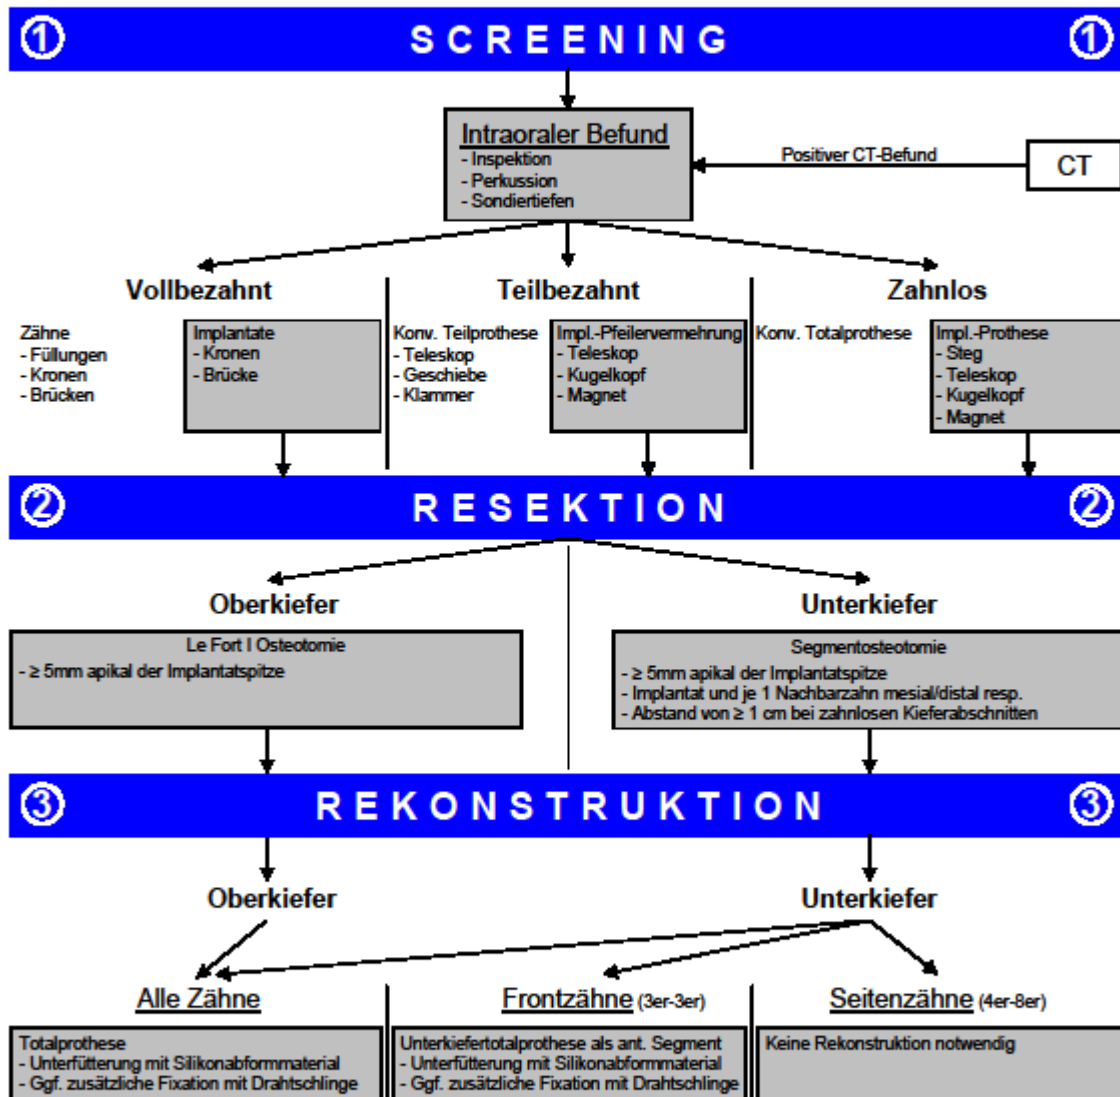 ① SCREENING ①
Intraoraler Befund
- Inspektion
- Perkussion
- Sondiertiefen
Positiver CT-Befund
CT
Vollbezahnt
Zähne
- Füllungen
- Kronen
- Brücken
Implantate
- Kronen
- Brücke
Teilbezahnt
Konv. Teilprothese
- Teleskop
- Geschiebe
- Klammer
Impl.-Pfeilervermehrung
- Teleskop
- Kugelkopf
- Magnet
Zahnlos
Konv. Totalprothese
Impl.-Prothese
- Steg
- Teleskop
- Kugelkopf
- Magnet
② RESEKTION ②
Oberkiefer
Le Fort I Osteotomie
- ≥ 5mm apikal der Implantatspitze
Unterkiefer
Segmentosteotomie
- ≥ 5mm apikal der Implantatspitze
- Implantat und je 1 Nachbarzahn mesial/distal resp.
- Abstand von ≥ 1 cm bei zahnlosen Kieferabschnitten
③ REKONSTRUKTION ③
Oberkiefer
Unterkiefer
Alle Zähne
Totalprothese
- Unterfütterung mit Silikonabformmaterial
- Ggf. zusätzliche Fixation mit Drahtschlinge
Frontzähne (3er-3er)
Unterkiefertotalprothese als ant. Segment
- Unterfütterung mit Silikonabformmaterial
- Ggf. zusätzliche Fixation mit Drahtschlinge
Seitenzähne (4er-8er)
Keine Rekonstruktion notwendig